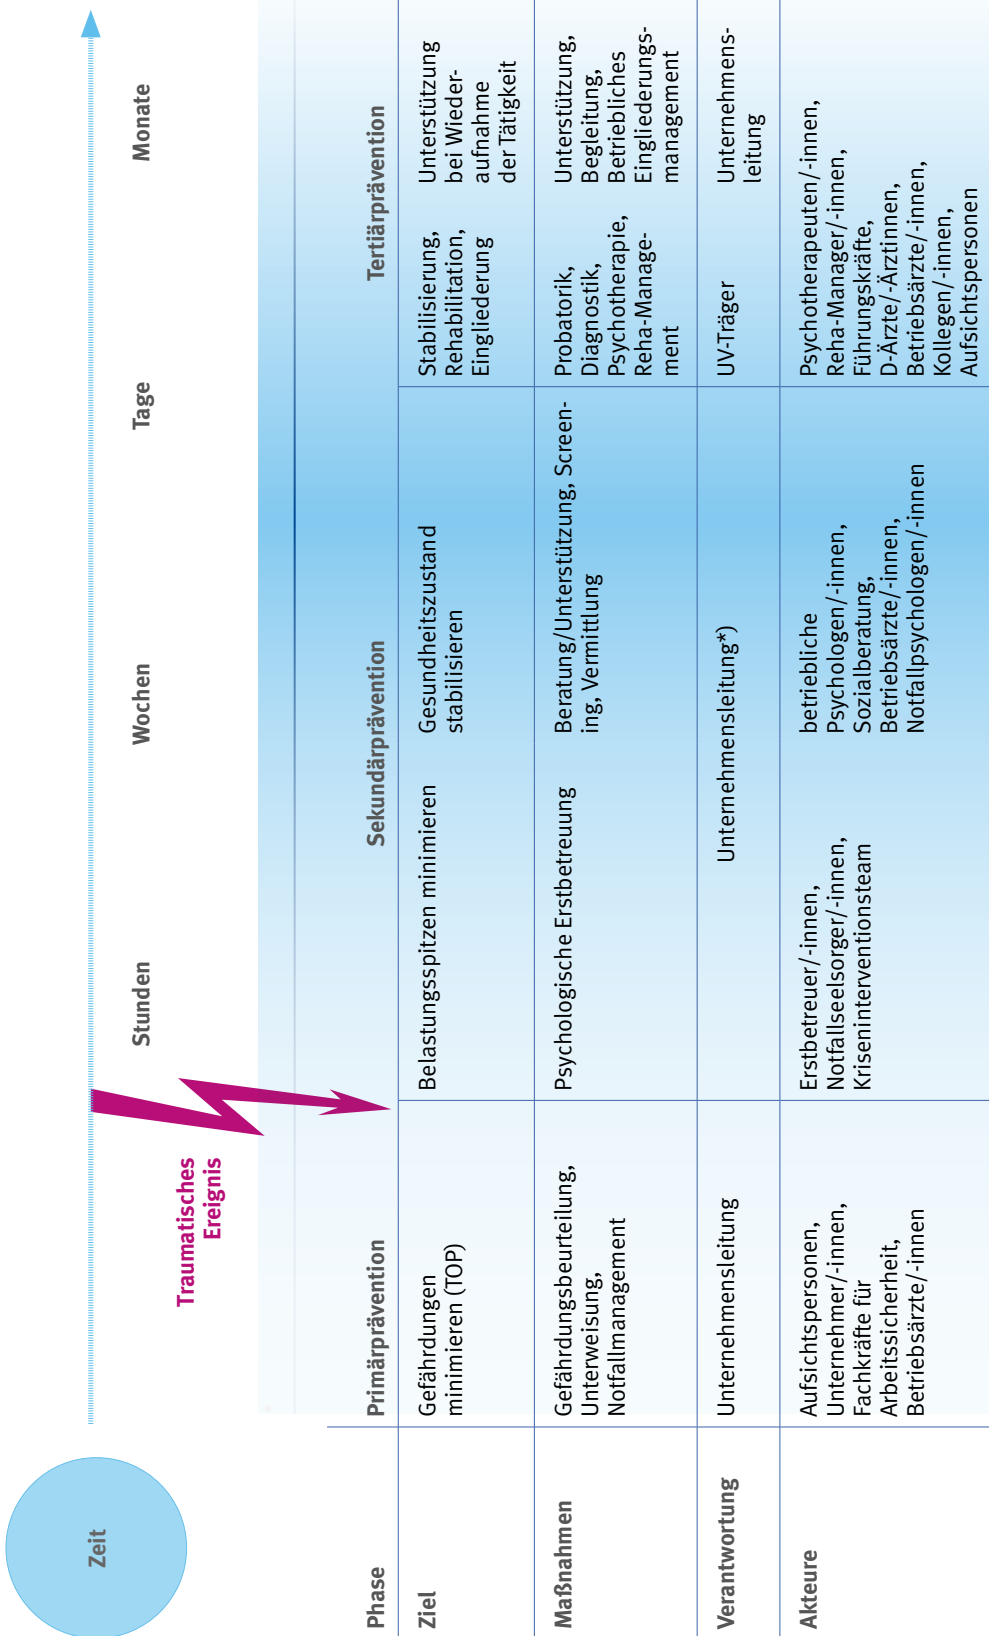 Zeit
Stunden
Wochen
Tage
Monate
Traumatisches
Ereignis
Phase
Primärprävention
Sekundärprävention
Tertiärprävention
Ziel
Gefährdungen
minimieren (TOP)
Belastungsspitzen minimieren
Gesundheitszustand
stabilisieren
Stabilisierung,
Rehabilitation,
Eingliederung
Unterstützung
bei Wieder-
aufnahme
der Tätigkeit
Maßnahmen
Gefährdungsbeurteilung,
Unterweisung,
Notfallmanagement
Psychologische Erstbetreuung
Beratung/Unterstützung, Screen-
ing, Vermittlung
Probatorik,
Diagnostik,
Psychotherapie,
Reha-Manage-
ment
Unterstützung,
Begleitung,
Betriebliches
Eingliederungs-
management
Verantwortung
Unternehmensleitung
Unternehmensleitung*)
UV-Träger
Unternehmens-
leitung
Akteure
Aufsichtspersonen,
Unternehmer/-innen,
Fachkräfte für
Arbeitssicherheit,
Betriebsärzte/-innen
Erstbetreuer/-innen,
Notfallseelsorger/-innen,
Kriseninterventionsteam
betriebliche
Psychologen/-innen,
Sozialberatung,
Betriebsärzte/-innen,
Notfallpsychologen/-innen
Psychotherapeuten/-innen,
Reha-Manager/-innen,
Führungskräfte,
D-Ärzte/-Ärztinnen,
Betriebsärzte/-innen,
Kollegen/-innen,
Aufsichtspersonen